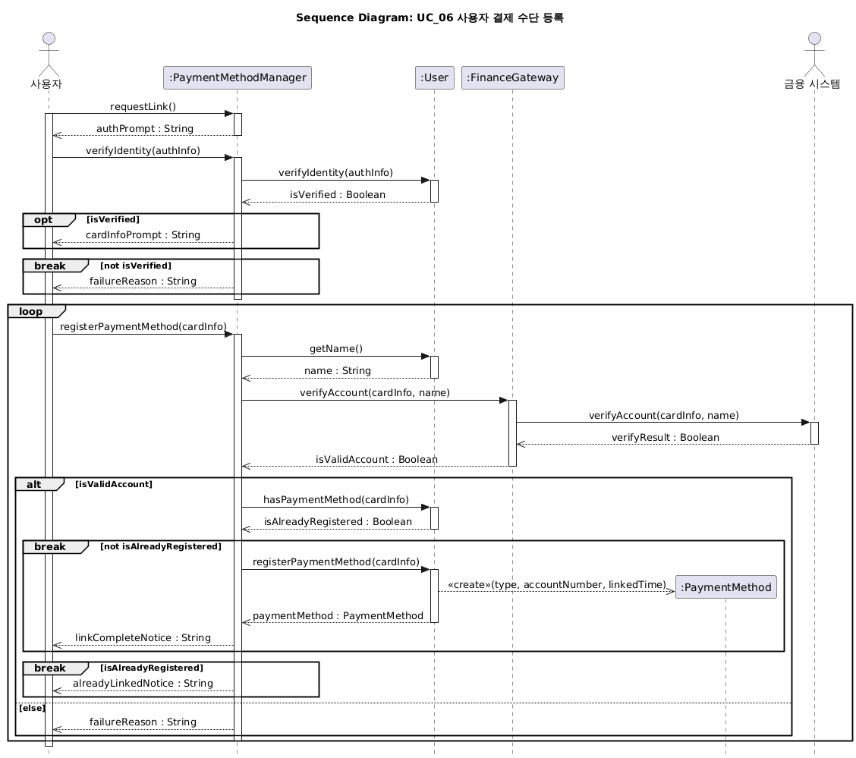 Sequence Diagram: UC_06 사용자 결제 수단 등록
사용자
:PaymentMethodManager
:User
:FinanceGateway
금융 시스템
requestLink()
authPrompt : String
verifyIdentity(authInfo)
verifyIdentity(authInfo)
isVerified : Boolean
opt [isVerified]
cardInfoPrompt : String
break [not isVerified]
failureReason : String
loop
registerPaymentMethod(cardInfo)
getName()
name : String
verifyAccount(cardInfo, name)
verifyAccount(cardInfo, name)
verifyResult : Boolean
isValidAccount : Boolean
alt [isValidAccount]
hasPaymentMethod(cardInfo)
isAlreadyRegistered : Boolean
break [not isAlreadyRegistered]
registerPaymentMethod(cardInfo)
«create»(type, accountNumber, linkedTime)
:PaymentMethod
paymentMethod : PaymentMethod
linkCompleteNotice : String
break [isAlreadyRegistered]
alreadyLinkedNotice : String
[else]
failureReason : String